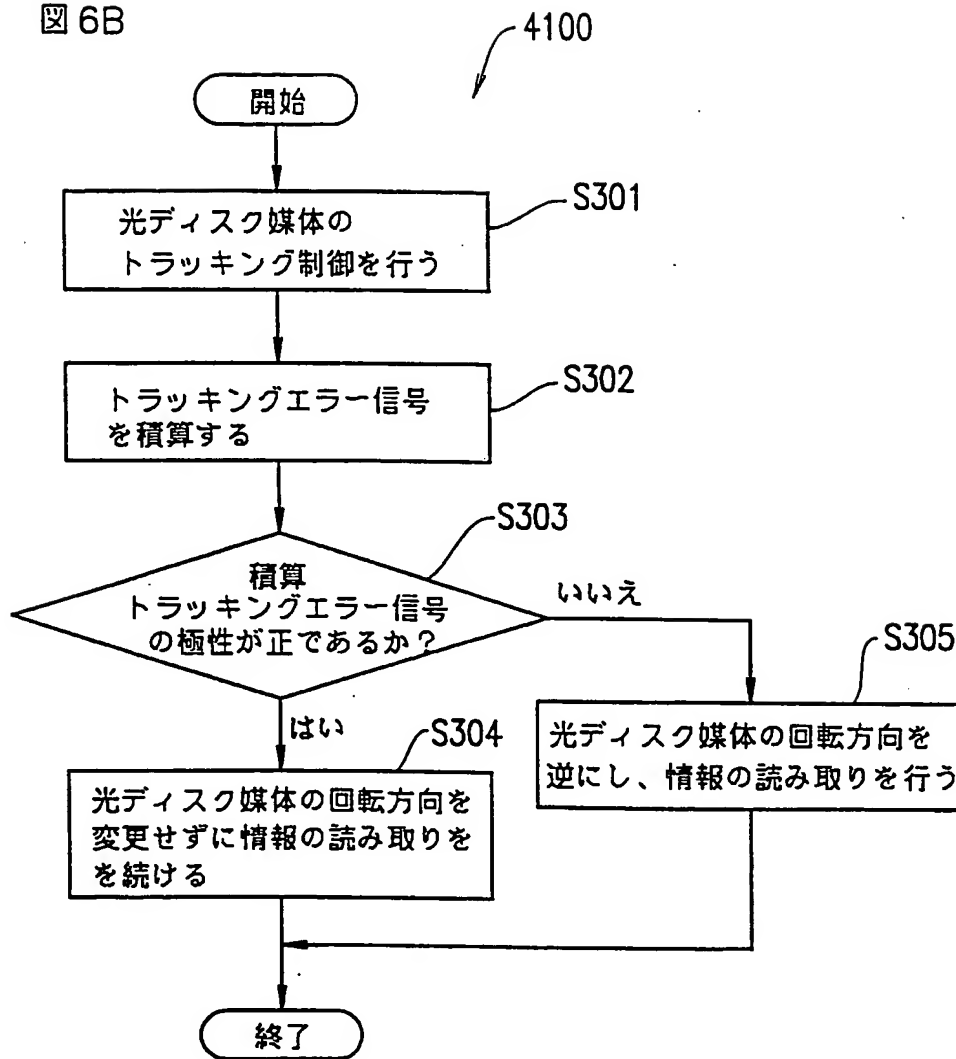 図6B
4100
開始
S301
光ディスク媒体の
トラッキング制御を行う
S302
トラッキングエラー信号
を積算する
S303
積算
トラッキングエラー信号
の極性が正であるか？
いいえ
はい
S304
光ディスク媒体の回転方向を
変更せずに情報の読み取りを
を続ける
S305
光ディスク媒体の回転方向を
逆にし、情報の読み取りを行う
終了